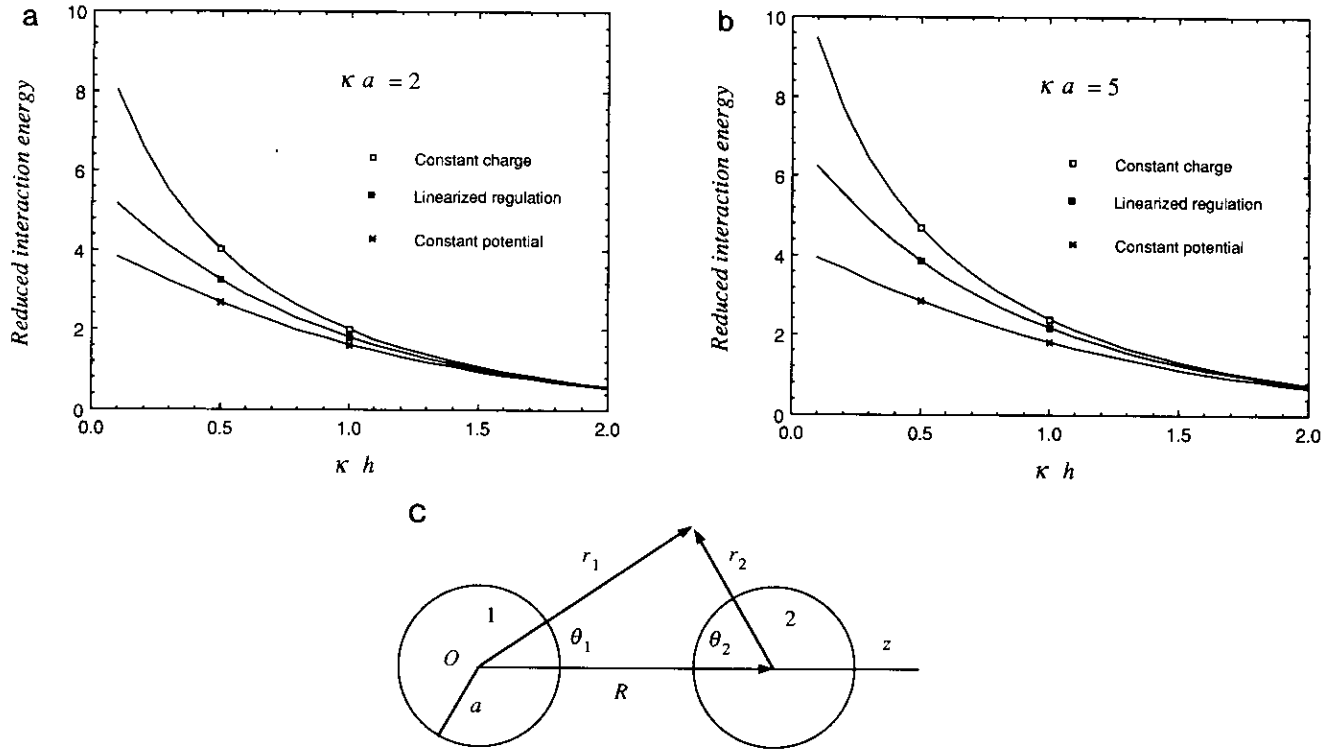 a
10
8
6
4
2
0
Reduced interaction energy
κ a = 2
Constant charge
Linearized regulation
Constant potential
0.0 0.5 1.0 1.5 2.0
κ h
b
10
8
6
4
2
0
Reduced interaction energy
κ a = 5
Constant charge
Linearized regulation
Constant potential
0.0 0.5 1.0 1.5 2.0
κ h
C
r1 r2
1 2
O θ1 θ2 z
a R